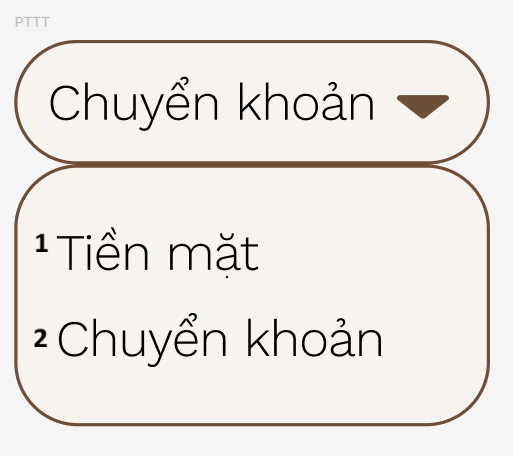 PTTT
Chuyển khoản
1 Tiền mặt
2 Chuyển khoản